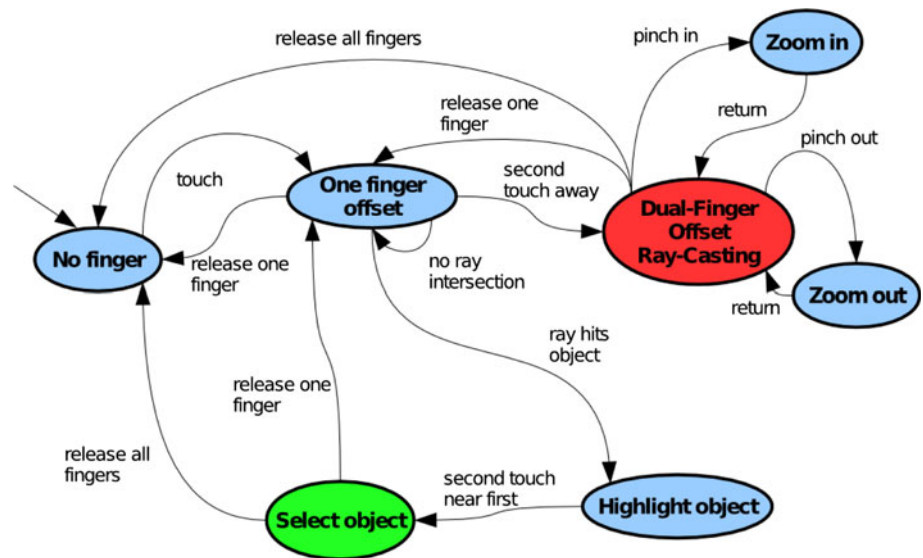 release all fingers
pinch in
Zoom in
release one
finger
return
pinch out
touch
One finger
offset
second
touch away
Dual-Finger
Offset
Ray-Casting
No finger
release one
finger
no ray
intersection
return
Zoom out
ray hits
object
release one
finger
release all
fingers
second touch
near first
Select object
Highlight object